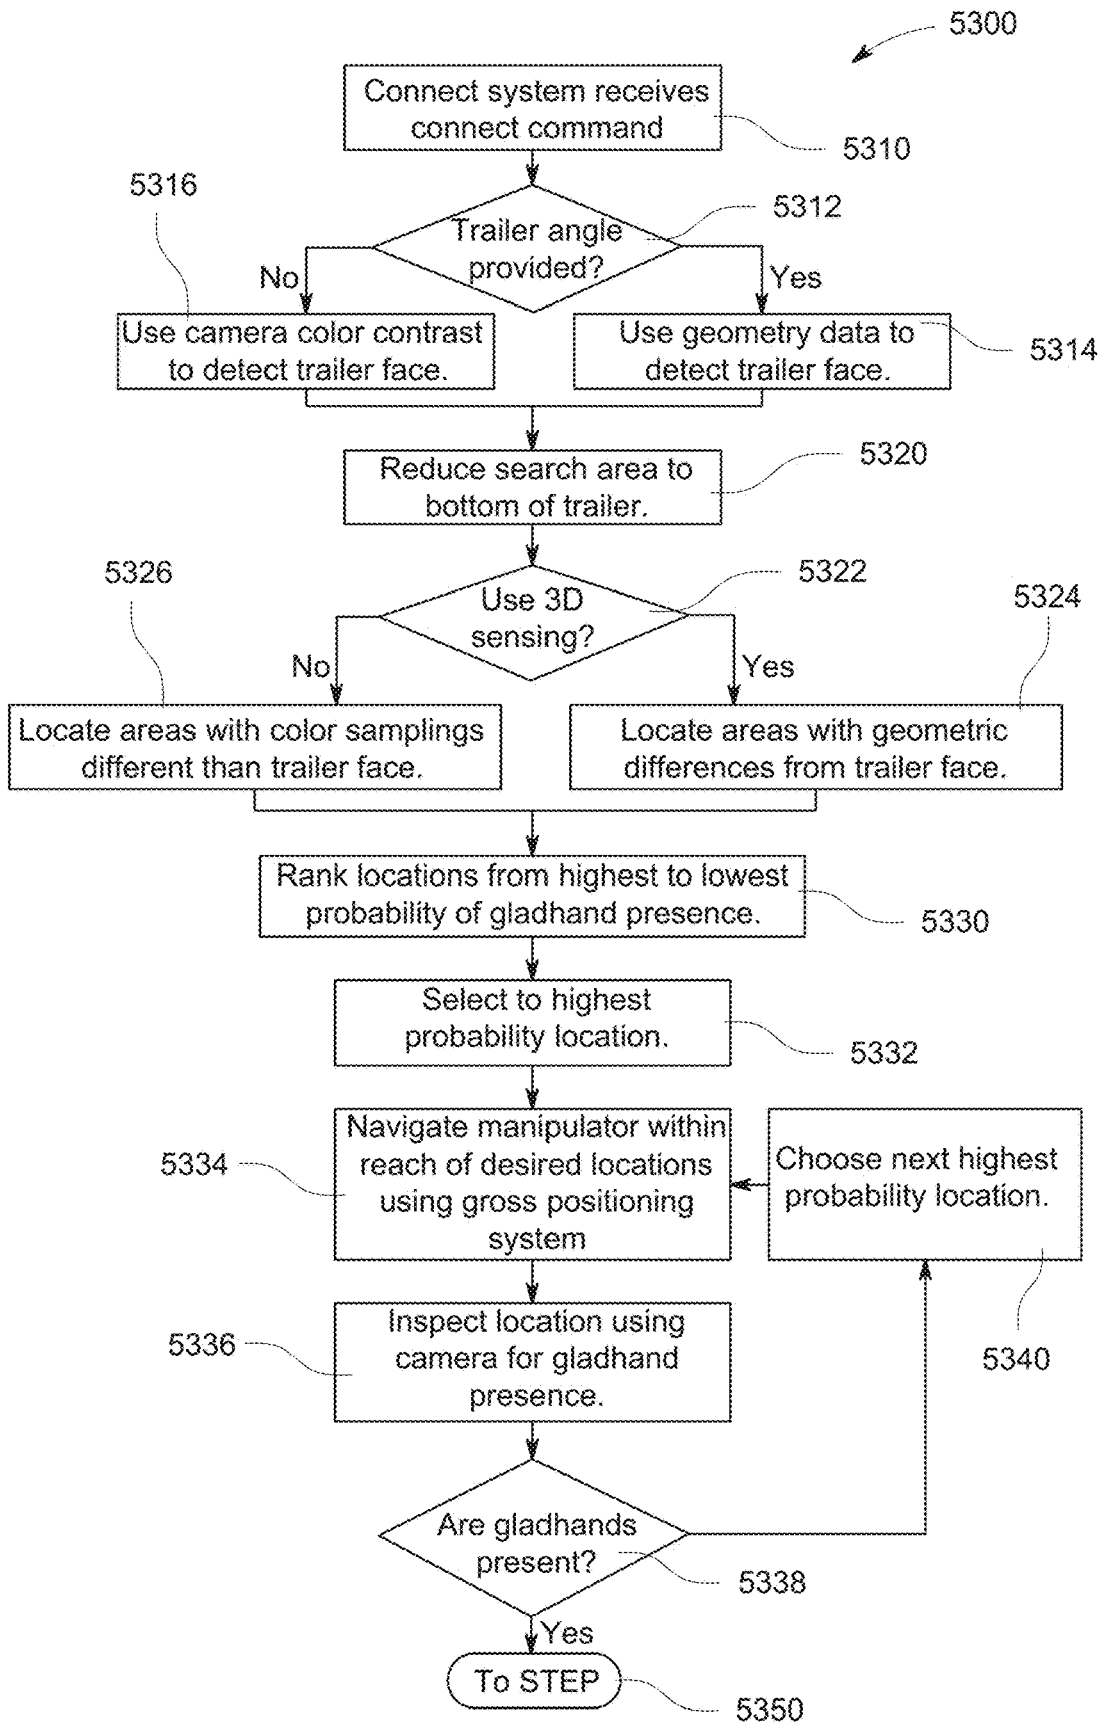 5300
Connect system receives
connect command
5310
5316
5312
Trailer angle
provided?
No
Yes
Use camera color contrast
to detect trailer face.
Use geometry data to
detect trailer face.
5314
Reduce search area to
bottom of trailer.
5320
5326
5322
5324
Use 3D
sensing?
No
Yes
Locate areas with color samplings
different than trailer face.
Locate areas with geometric
differences from trailer face.
Rank locations from highest to lowest
probability of gladhand presence.
5330
Select to highest
probability location.
5332
Navigate manipulator within
reach of desired locations
using gross positioning
system
5334
Choose next highest
probability location.
5340
Inspect location using
camera for gladhand
presence.
5336
Are gladhands
present?
5338
Yes
To STEP
5350